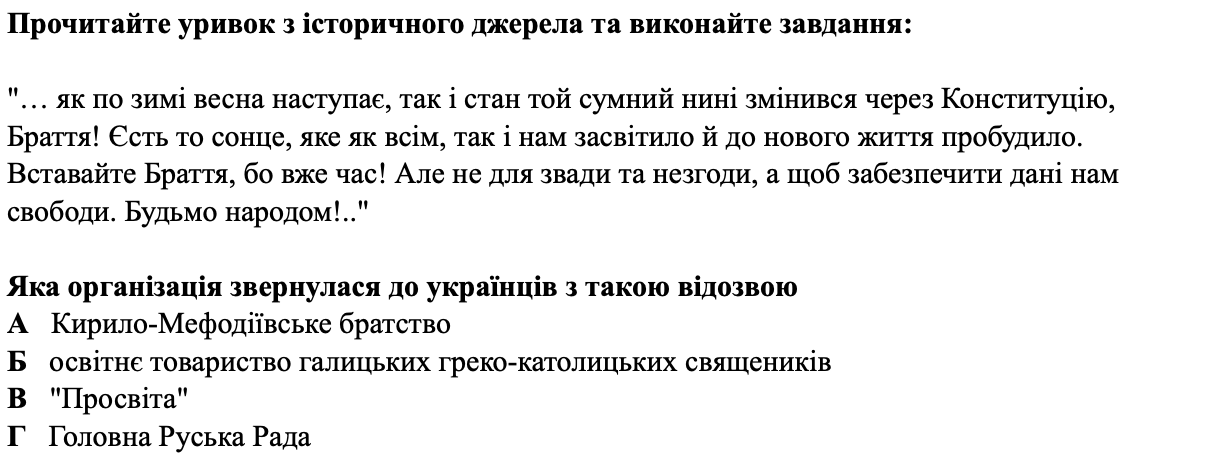 Прочитайте уривок з історичного джерела та виконайте завдання:
"… як по зимі весна наступає, так і стан той сумний нині змінився через Конституцію,
Браття! Єсть то сонце, яке як всім, так і нам засвітило й до нового життя пробудило.
Вставайте Браття, бо вже час! Але не для звади та незгоди, а щоб забезпечити дані нам
свободи. Будьмо народом!.."
Яка організація звернулася до українців з такою відозвою
А Кирило-Мефодіївське братство
Б освітнє товариство галицьких греко-католицьких священиків
В "Просвіта"
Г Головна Руська Рада